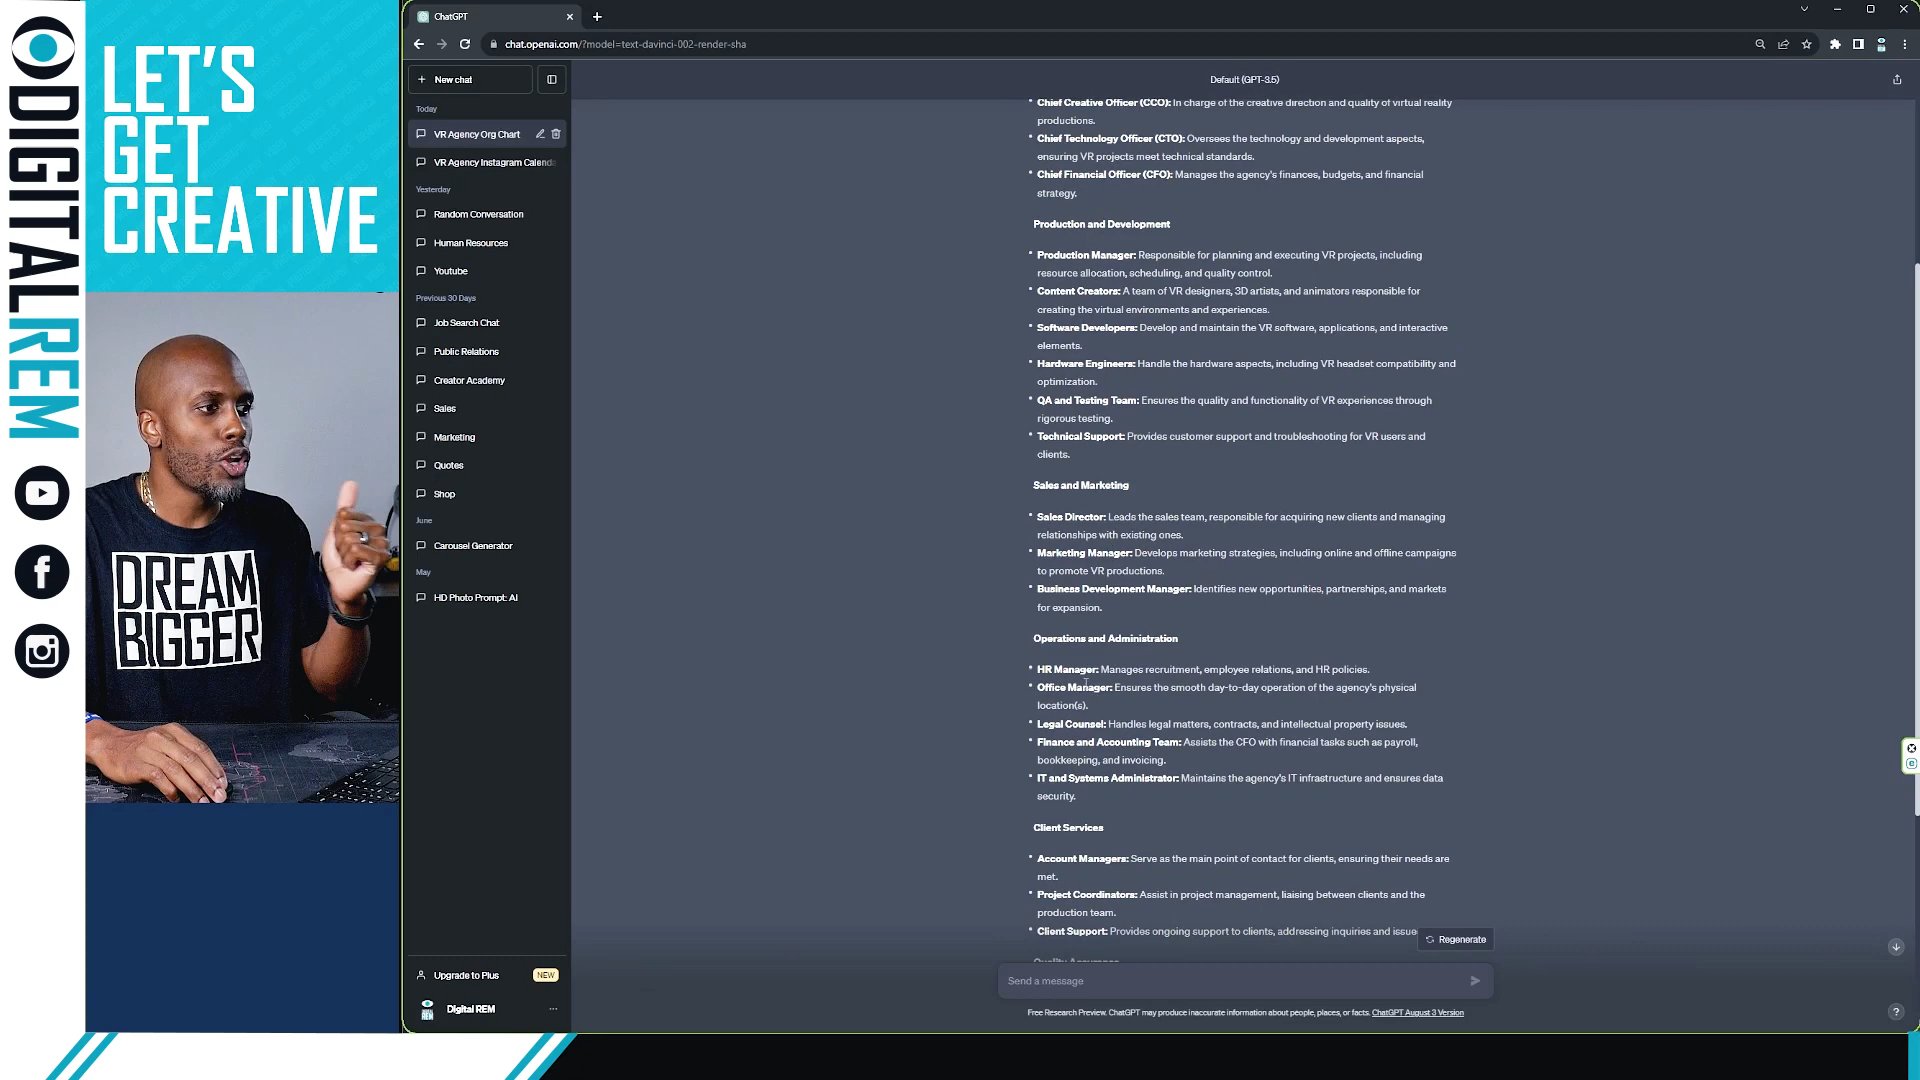 DIGITALREM
LET'S
GET
CREATIVE
DREAM
BIGGER
ChatGPT
chat.openai.com/?model=text-davinci-002-render-sha
New chat
Today
VR Agency Org Chart
VR Agency Instagram Calenda
Yesterday
Random Conversation
Human Resources
Youtube
Previous 30 Days
Job Search Chat
Public Relations
Creator Academy
Sales
Marketing
Quotes
Shop
June
Carousel Generator
May
HD Photo Prompt: AI
Upgrade to Plus
NEW
Digital REM
Default (GPT-3.5)
Chief Creative Officer (CCO): In charge of the creative direction and quality of virtual reality
productions.
Chief Technology Officer (CTO): Oversees the technology and development aspects,
ensuring VR projects meet technical standards.
Chief Financial Officer (CFO): Manages the agency's finances, budgets, and financial
strategy.
Production and Development
Production Manager: Responsible for planning and executing VR projects, including
resource allocation, scheduling, and quality control.
Content Creators: A team of VR designers, 3D artists, and animators responsible for
creating the virtual environments and experiences.
Software Developers: Develop and maintain the VR software, applications, and interactive
elements.
Hardware Engineers: Handle the hardware aspects, including VR headset compatibility and
optimization.
QA and Testing Team: Ensures the quality and functionality of VR experiences through
rigorous testing.
Technical Support: Provides customer support and troubleshooting for VR users and
clients.
Sales and Marketing
Sales Director: Leads the sales team, responsible for acquiring new clients and managing
relationships with existing ones.
Marketing Manager: Develops marketing strategies, including online and offline campaigns
to promote VR productions.
Business Development Manager: Identifies new opportunities, partnerships, and markets
for expansion.
Operations and Administration
HR Manager: Manages recruitment, employee relations, and HR policies.
Office Manager: Ensures the smooth day-to-day operation of the agency's physical
location(s).
Legal Counsel: Handles legal matters, contracts, and intellectual property issues.
Finance and Accounting Team: Assists the CFO with financial tasks such as payroll,
bookkeeping, and invoicing.
IT and Systems Administrator: Maintains the agency's IT infrastructure and ensures data
security.
Client Services
Account Managers: Serve as the main point of contact for clients, ensuring their needs are
met.
Project Coordinators: Assist in project management, liaising between clients and the
production team.
Client Support: Provides ongoing support to clients, addressing inquiries and issue
Quality Assurance
Regenerate
Send a message
Free Research Preview. ChatGPT may produce inaccurate information about people, places, or facts. ChatGPT August 3 Version